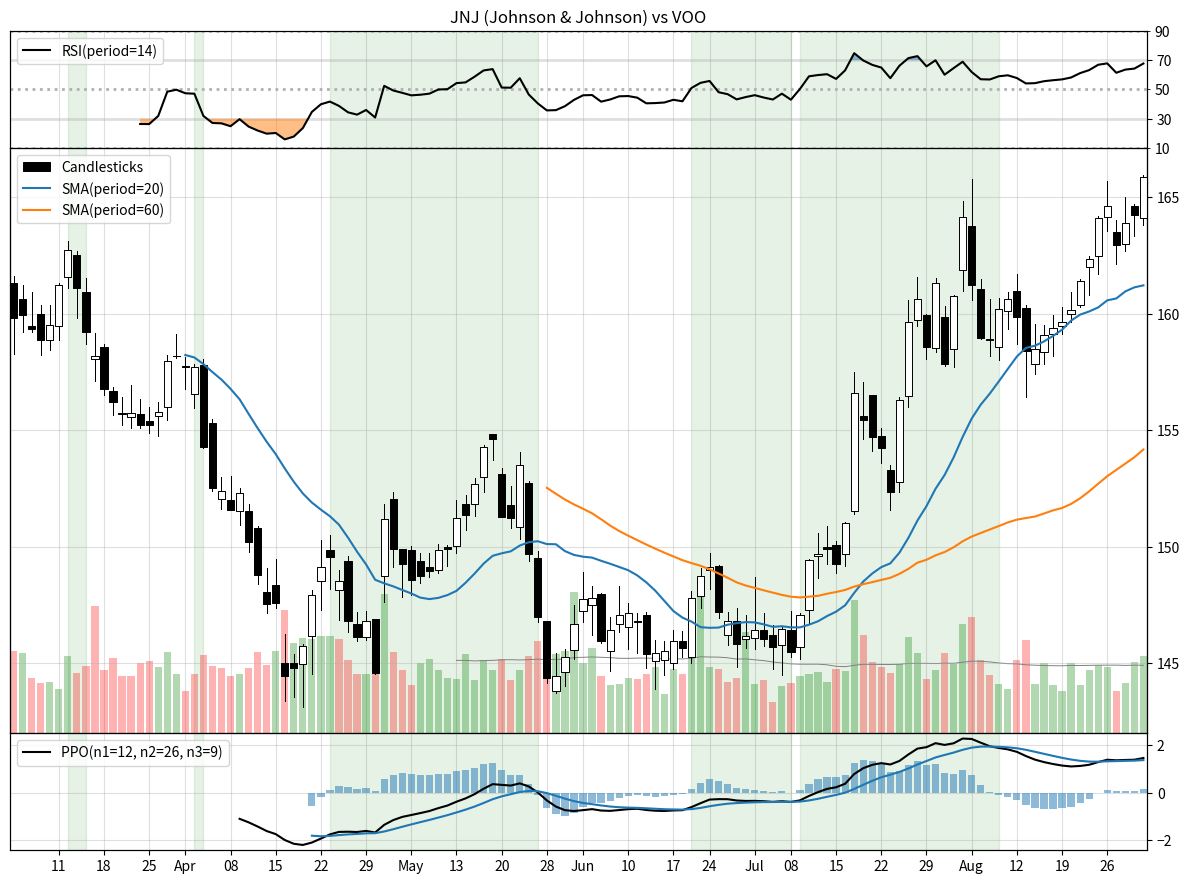 JNJ (Johnson & Johnson) vs VOO
RSI(period=14)
90
70
50
30
10
Candlesticks
SMA(period=20)
SMA(period=60)
165
160
155
150
145
PPO(n1=12, n2=26, n3=9)
2
0
−2
11 18 25 Apr 08 15 22 29 May 13 20 28 Jun 10 17 24 Jul 08 15 22 29 Aug 12 19 26